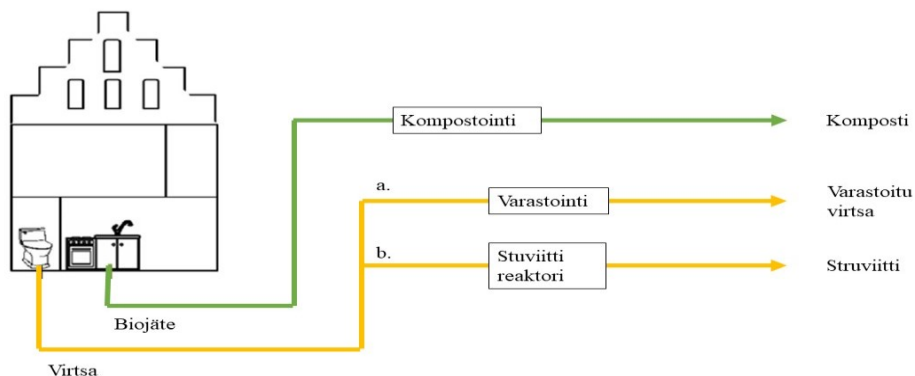 Kompostointi
Komposti
a.
Varastointi
Varastoitu
virtsa
b.
Stuviitti
reaktori
Struviitti
Biojäte
Virtsa